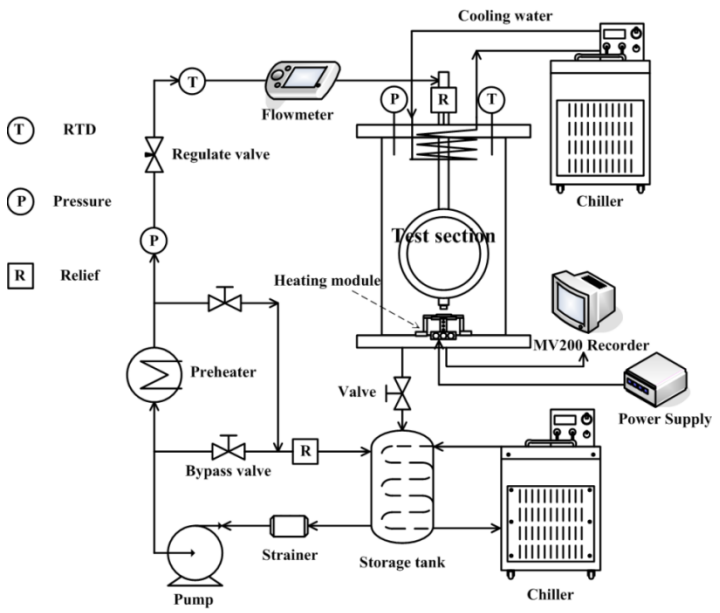 Cooling water
T
Flowmeter
P
R
T
T
RTD
Regulate valve
Chiller
P
Pressure
P
Test section
R
Relief
Heating module
MV200 Recorder
Preheater
Valve
Power Supply
R
Bypass valve
Strainer
Storage tank
Pump
Chiller